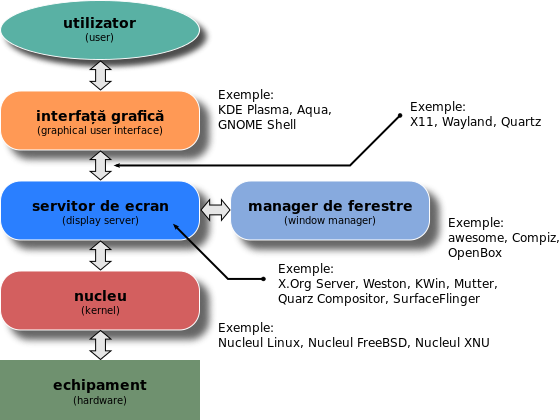 utilizator
(user)
interfață grafică
(graphical user interface)
Exemple:
KDE Plasma, Aqua,
GNOME Shell
Exemple:
X11, Wayland, Quartz
servitor de ecran
(display server)
manager de ferestre
(window manager)
Exemple:
awesome, Compiz,
OpenBox
Exemple:
X.Org Server, Weston, KWin, Mutter,
Quarz Compositor, SurfaceFlinger
nucleu
(kernel)
Exemple:
Nucleul Linux, Nucleul FreeBSD, Nucleul XNU
echipament
(hardware)